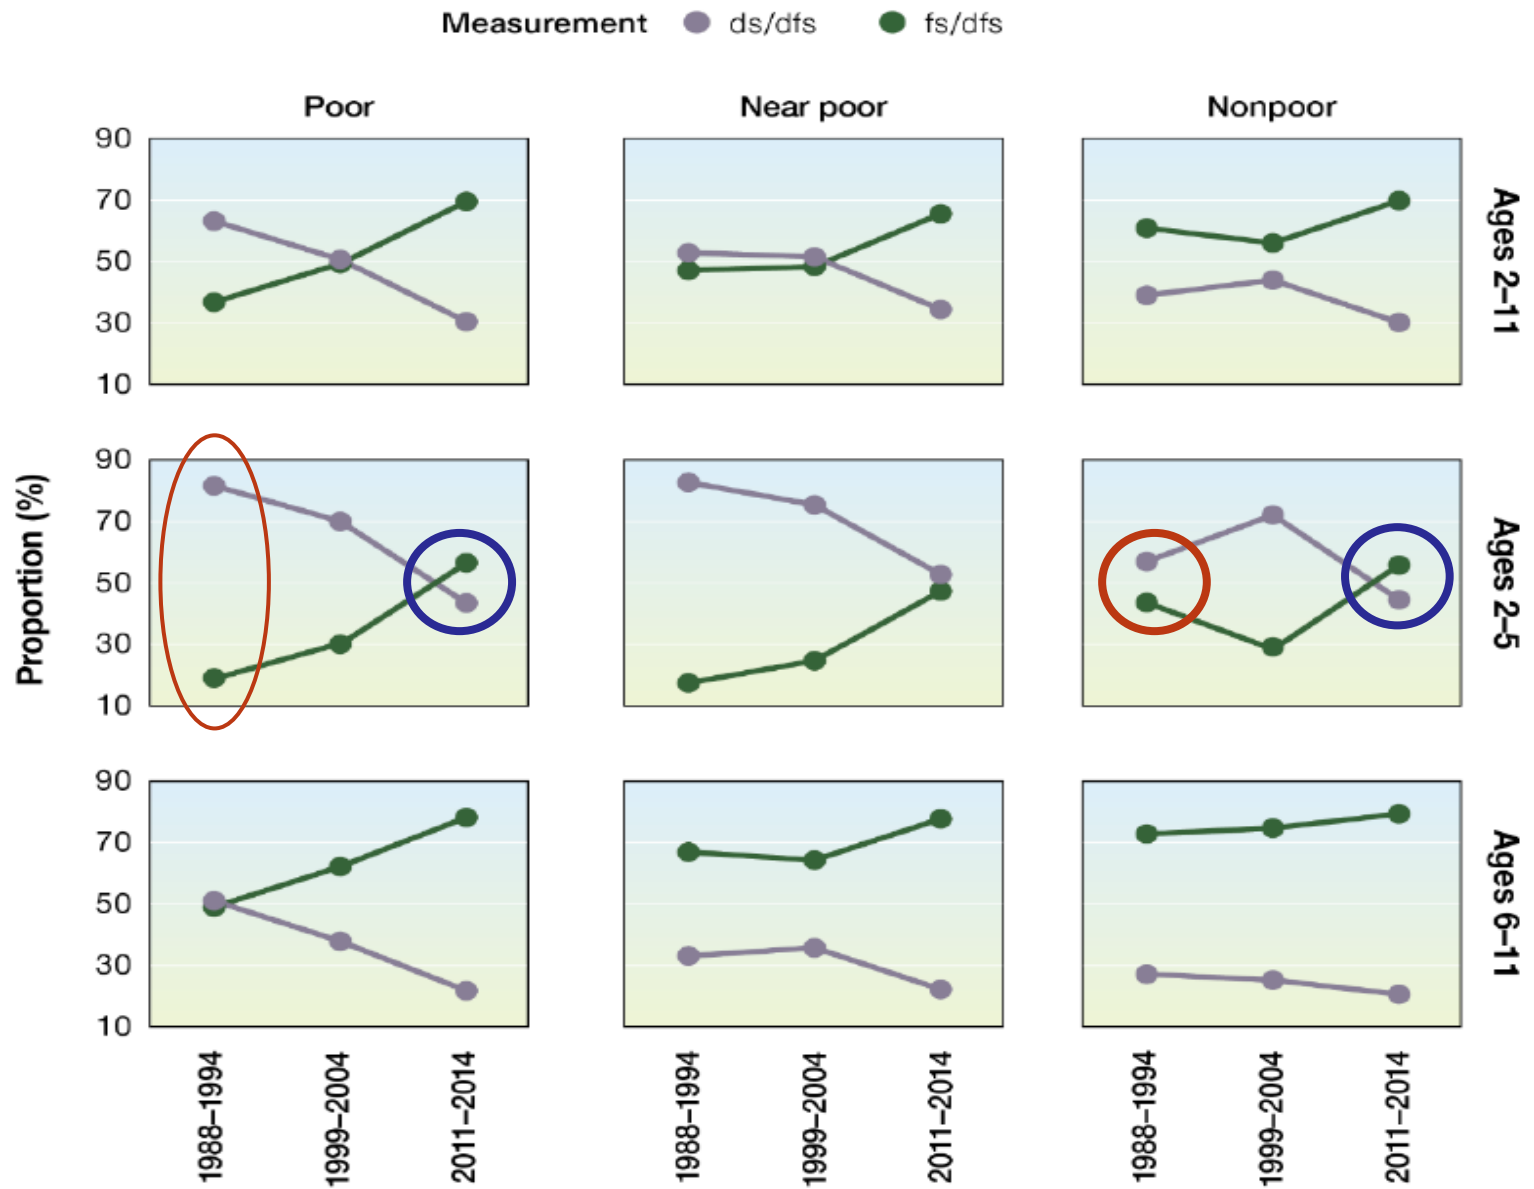 Measurement ds/dfs fs/dfs
Poor Near poor Nonpoor
90
70
50
30
10
Ages 2–11
Proportion (%)
90
70
50
30
10
Ages 2–5
90
70
50
30
10
Ages 6–11
1988–1994 1999–2004 2011–2014 1988–1994 1999–2004 2011–2014 1988–1994 1999–2004 2011–2014